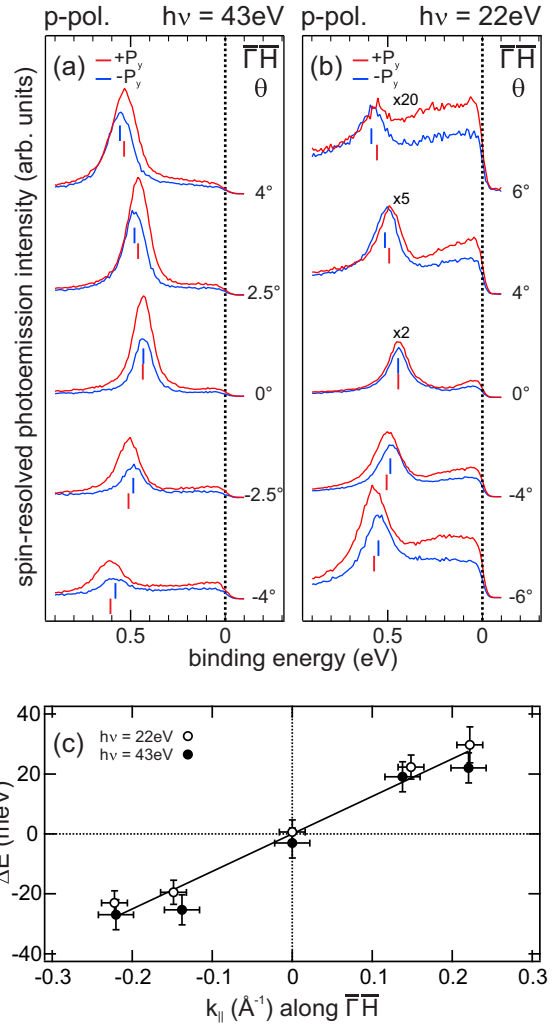 p-pol. hν = 43eV
p-pol. hν = 22eV
spin-resolved photoemission intensity (arb. units)
(a)
+Py
-Py
Γ̅H̅
θ
4°
2.5°
0°
-2.5°
-4°
0.5 0
(b)
+Py
-Py
Γ̅H̅
θ
x20
6°
x5
4°
x2
0°
-4°
-6°
0.5 0
binding energy (eV)
(c)
hν = 22eV
hν = 43eV
ΔE (meV)
40
20
0
-20
-40
-0.3 -0.2 -0.1 0 0.1 0.2 0.3
k|| (Å⁻¹) along Γ̅H̅